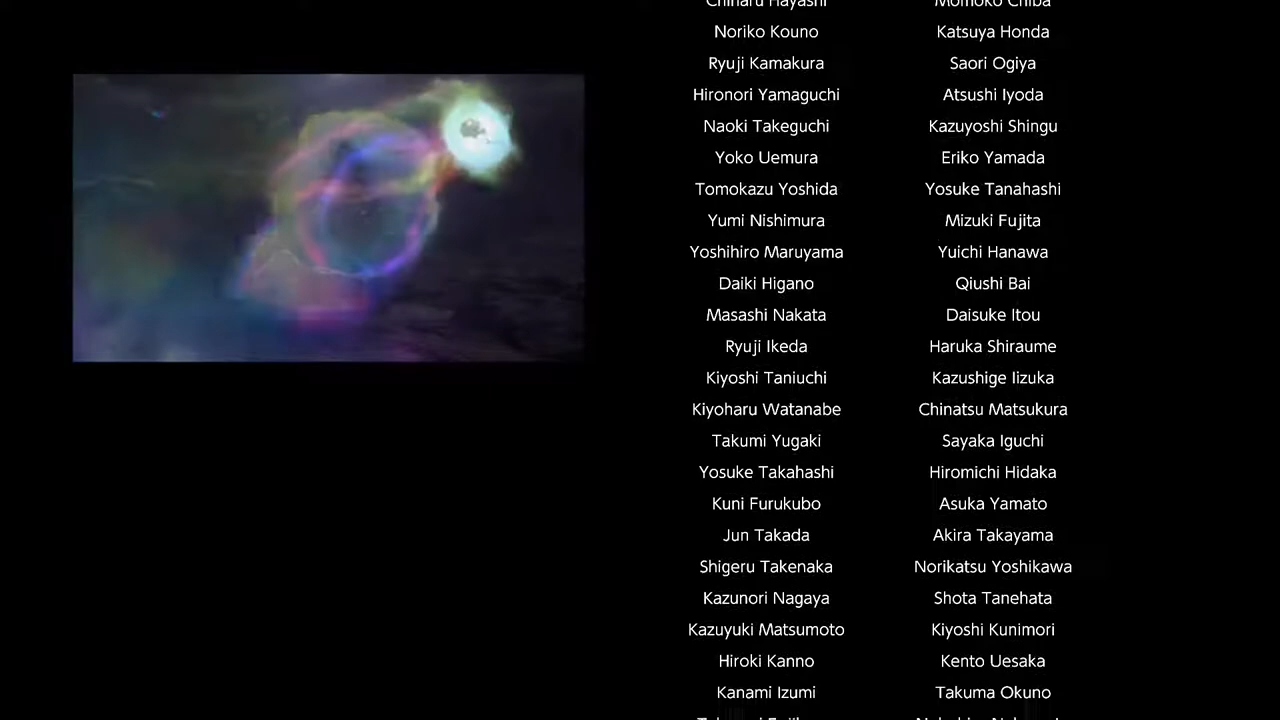 Chiharu Hayashi Momoko Chiba
Noriko Kouno Katsuya Honda
Ryuji Kamakura Saori Ogiya
Hironori Yamaguchi Atsushi Iyoda
Naoki Takeguchi Kazuyoshi Shingu
Yoko Uemura Eriko Yamada
Tomokazu Yoshida Yosuke Tanahashi
Yumi Nishimura Mizuki Fujita
Yoshihiro Maruyama Yuichi Hanawa
Daiki Higano Qiushi Bai
Masashi Nakata Daisuke Itou
Ryuji Ikeda Haruka Shiraume
Kiyoshi Taniuchi Kazushige Iizuka
Kiyoharu Watanabe Chinatsu Matsukura
Takumi Yugaki Sayaka Iguchi
Yosuke Takahashi Hiromichi Hidaka
Kuni Furukubo Asuka Yamato
Jun Takada Akira Takayama
Shigeru Takenaka Norikatsu Yoshikawa
Kazunori Nagaya Shota Tanehata
Kazuyuki Matsumoto Kiyoshi Kunimori
Hiroki Kanno Kento Uesaka
Kanami Izumi Takuma Okuno